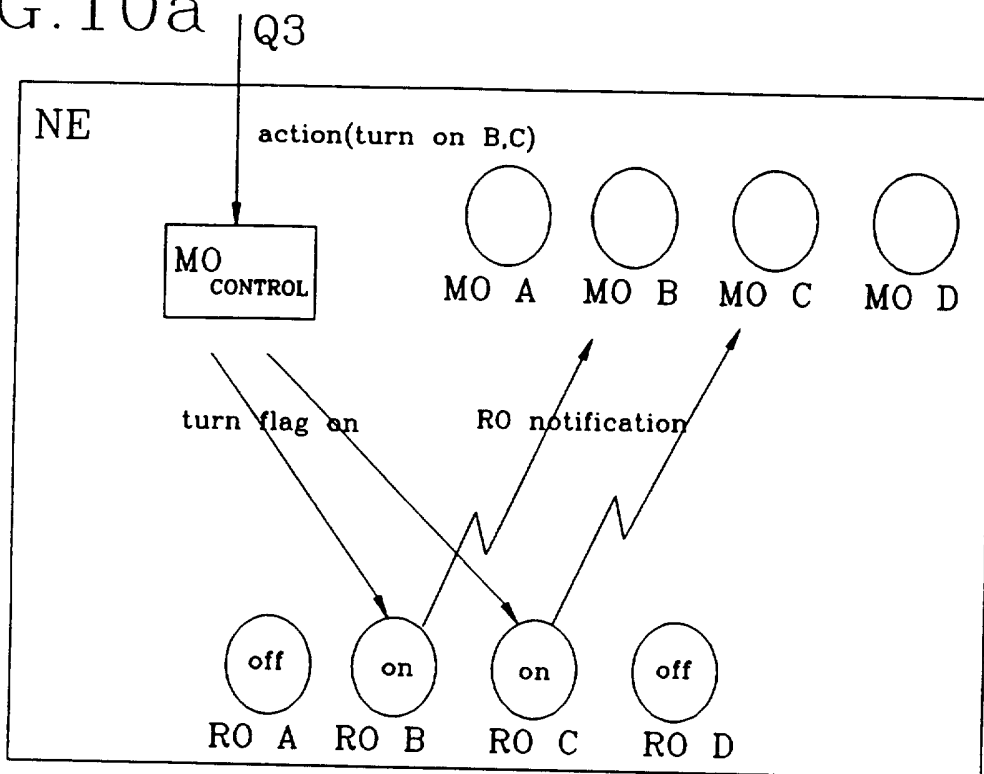 G.10a
Q3
NE
action(turn on B,C)
MO CONTROL
MO A MO B MO C MO D
turn flag on RO notification
off on on off
RO A RO B RO C RO D